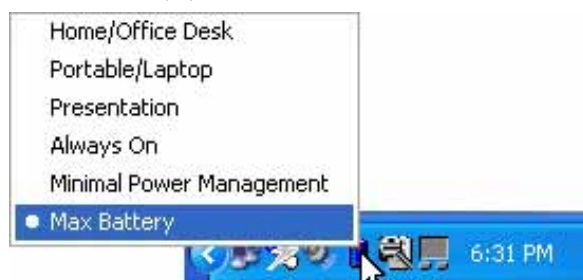 Home/Office Desk
Portable/Laptop
Presentation
Always On
Minimal Power Management
Max Battery
6:31 PM